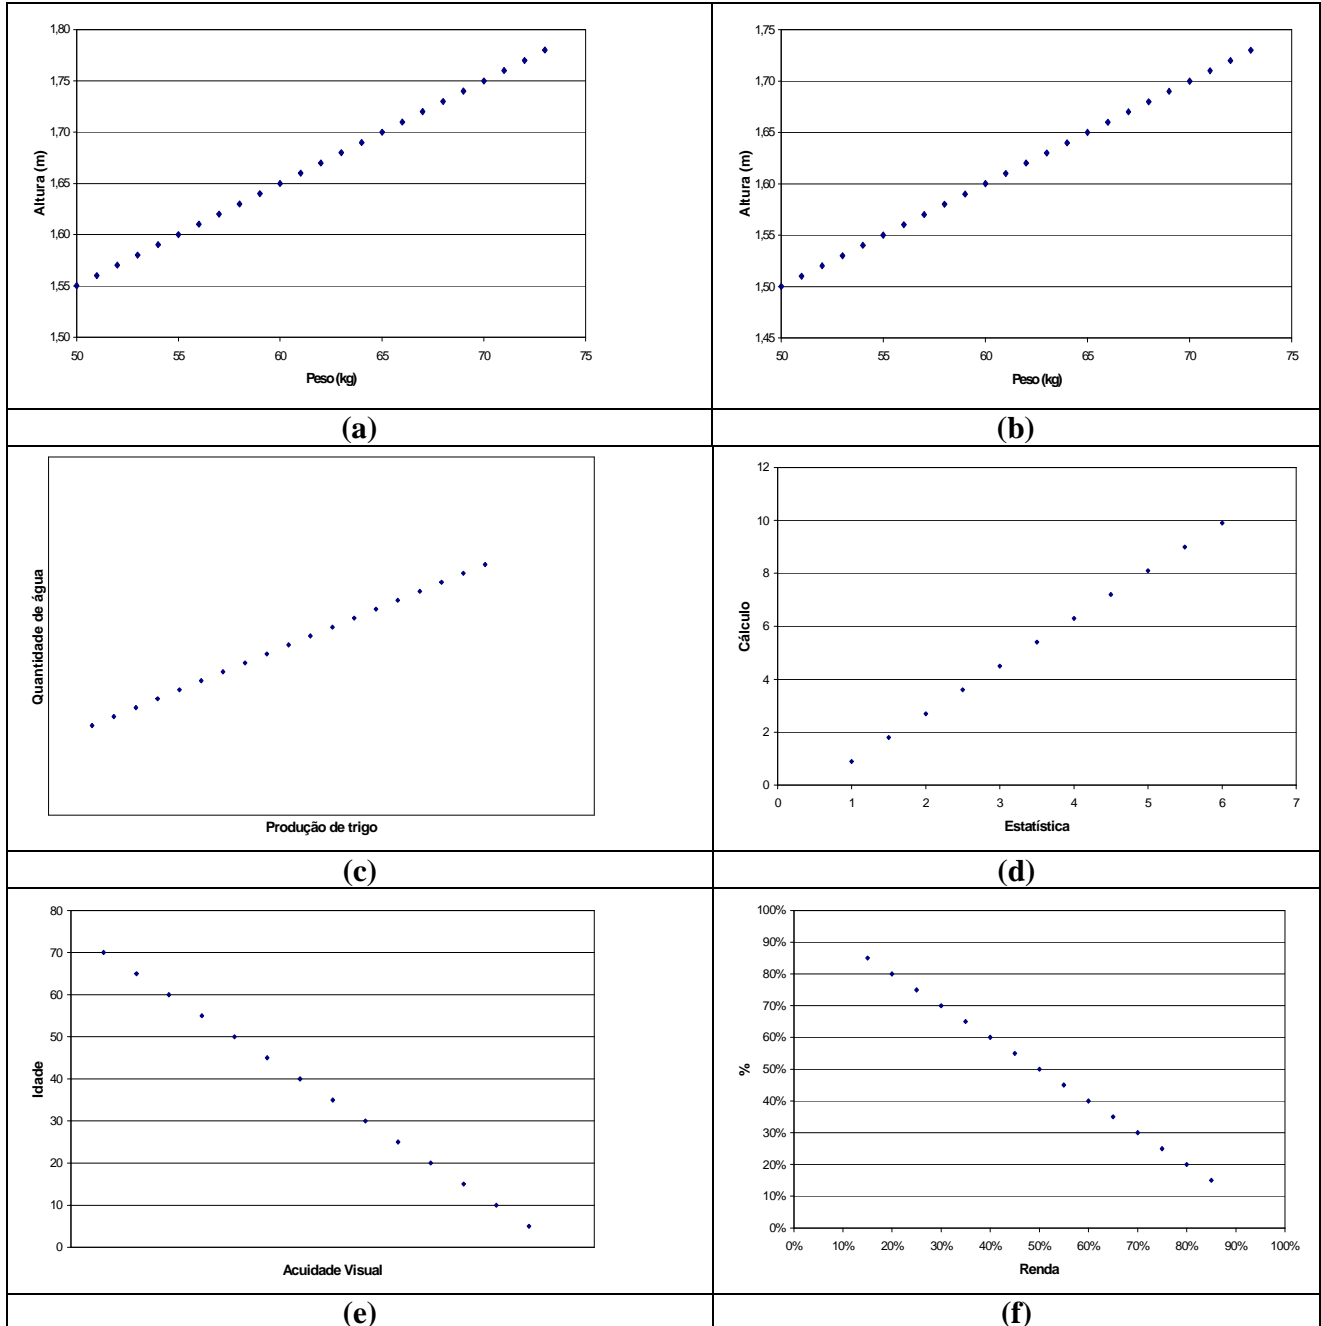 1,80
1,75
1,70
1,65
1,60
1,55
1,50
Altura (m)
50 55 60 65 70 75
Peso (kg)
1,75
1,70
1,65
1,60
1,55
1,50
1,45
Altura (m)
50 55 60 65 70 75
Peso (kg)
(a) (b)
Quantidade de água
Produção de trigo
12
10
8
6
4
2
0
Cálculo
0 1 2 3 4 5 6 7
Estatística
(c) (d)
80
70
60
50
40
30
20
10
0
Idade
Acuidade Visual
100%
90%
80%
70%
60%
50%
40%
30%
20%
10%
0%
%
0% 10% 20% 30% 40% 50% 60% 70% 80% 90% 100%
Renda
(e) (f)